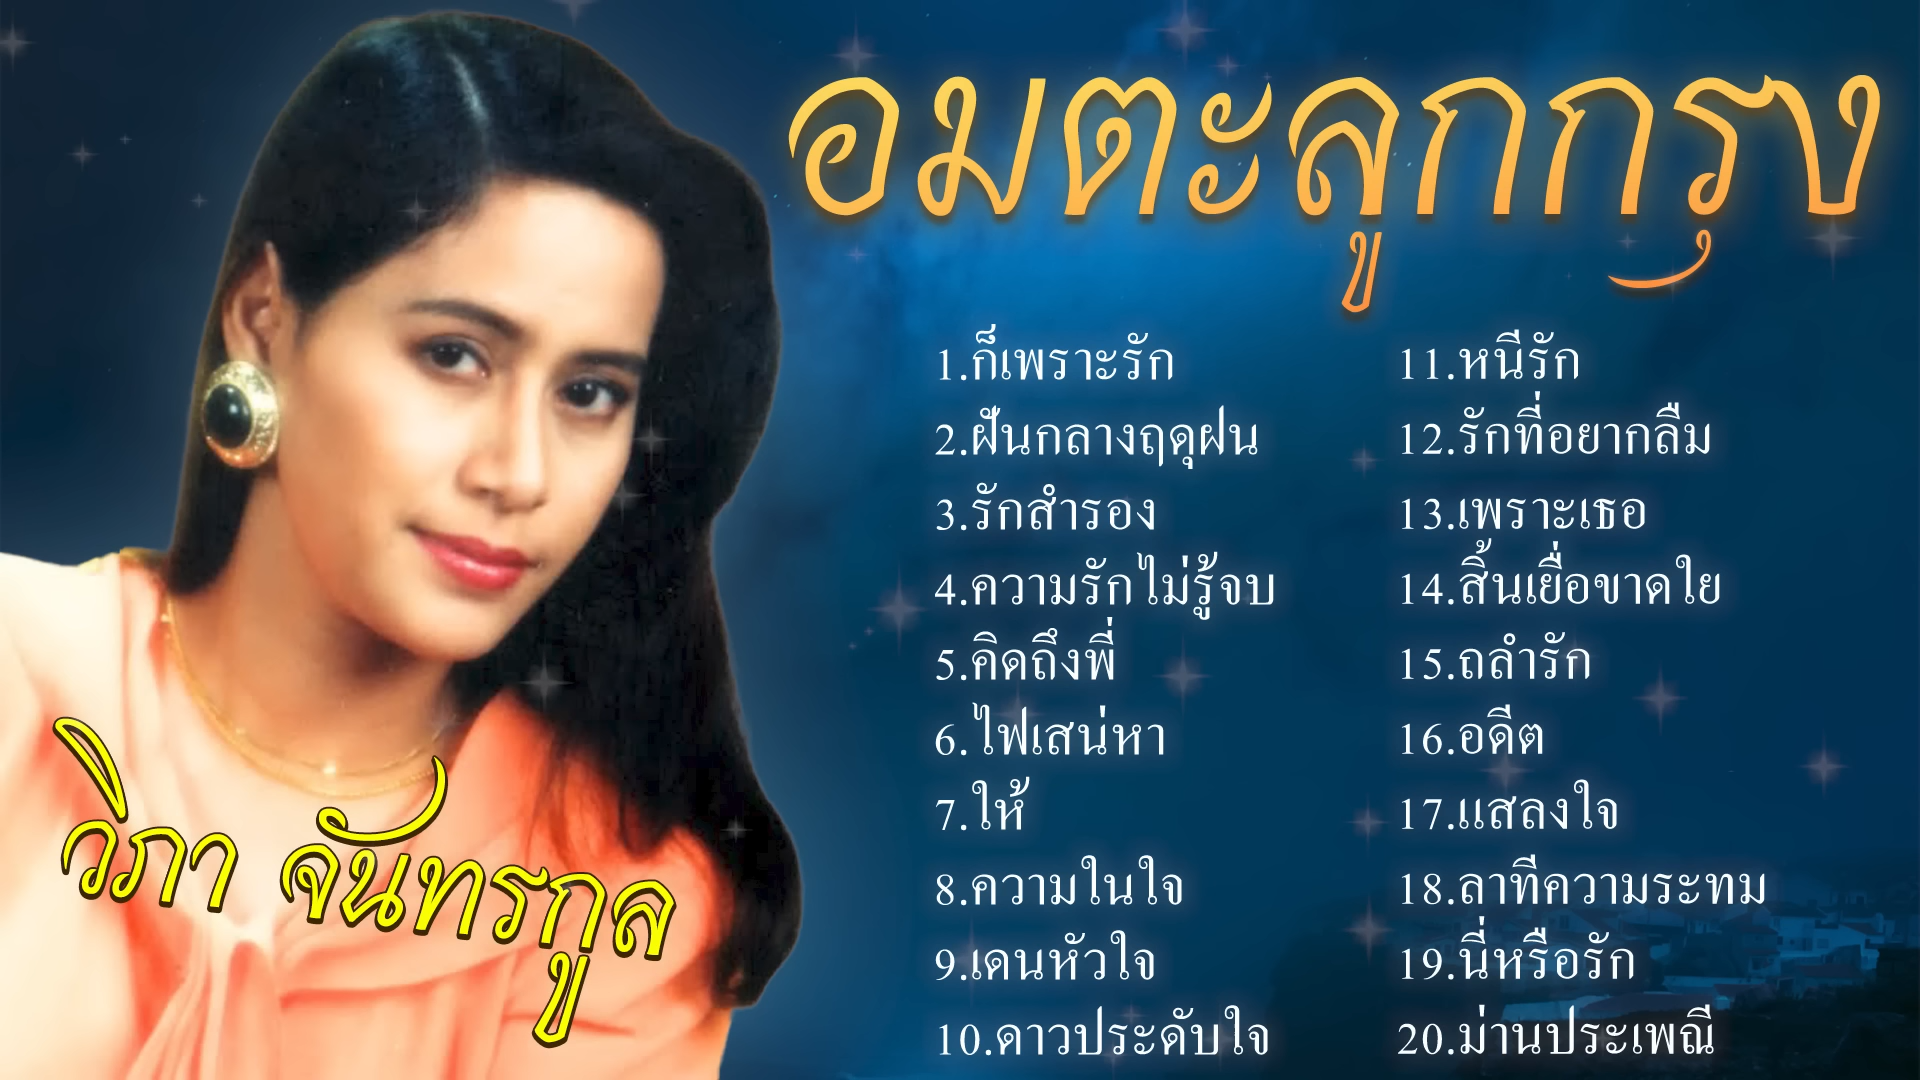 อมตะลูกกรุง
1.ก็เพราะรัก
2.ฝันกลางฤดูฝน
3.รักสำรอง
4.ความรักไม่รู้จบ
5.คิดถึงพี่
6.ไฟเสน่หา
7.ให้
8.ความในใจ
9.เดนหัวใจ
10.ดาวประดับใจ
11.หนีรัก
12.รักที่อยากลืม
13.เพราะเธอ
14.สิ้นเยื่อขาดใย
15.ถลำรัก
16.อดีต
17.แสลงใจ
18.ลาทีความระทม
19.นี่หรือรัก
20.ม่านประเพณี
วิภา จันทรกูล